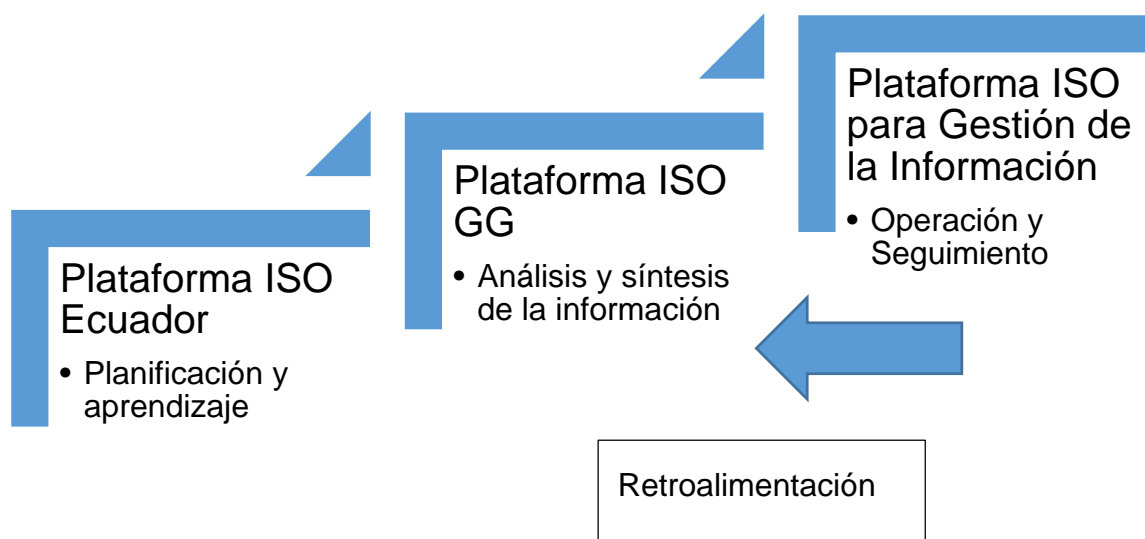 Plataforma ISO
Ecuador
• Planificación y
aprendizaje
Plataforma ISO
GG
• Análisis y síntesis
de la información
Plataforma ISO
para Gestión de
la Información
• Operación y
Seguimiento
Retroalimentación